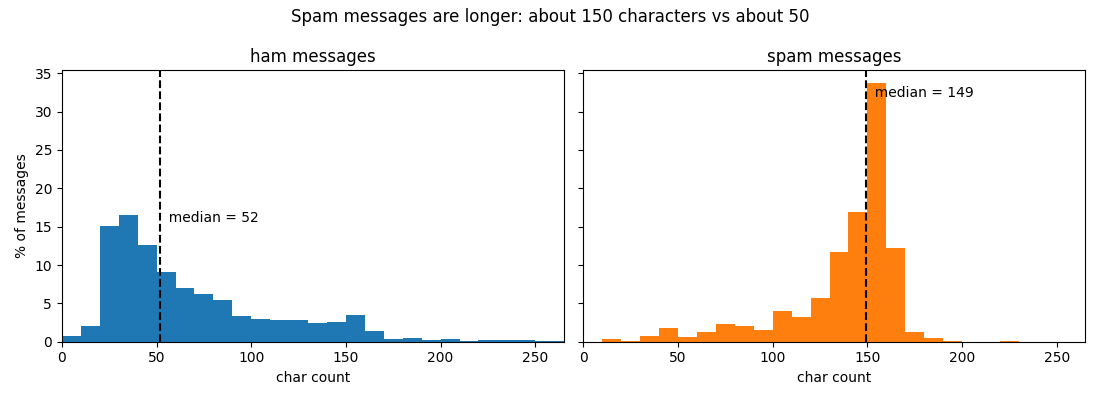 Spam messages are longer: about 150 characters vs about 50
ham messages
spam messages
35
30
25
20
15
10
5
0
% of messages
median = 52
median = 149
0 50 100 150 200 250
0 50 100 150 200 250
char count
char count